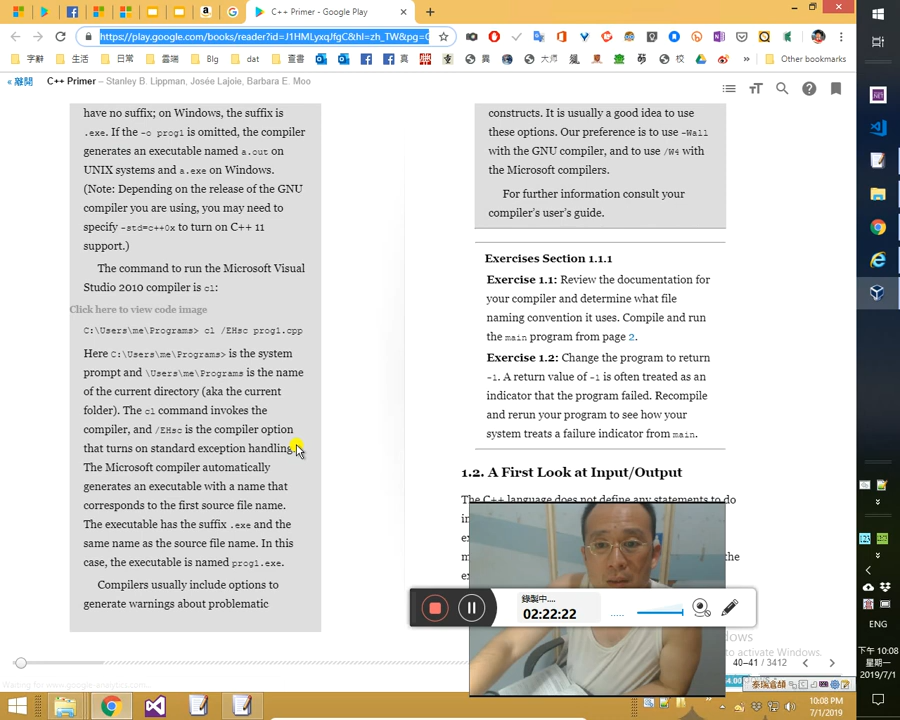 C++ Primer - Google Play
https://play.google.com/books/reader?id=J1HMLyxqJfgC&hl=zh_TW&pg=G
字辭
生活
日常
雲端
Blg
dat
查書
真
大師
校
Other bookmarks
« 離開
C++ Primer – Stanley B. Lippman, Josée Lajoie, Barbara E. Moo
have no suffix; on Windows, the suffix is
.exe. If the -o prog1 is omitted, the compiler
generates an executable named a.out on
UNIX systems and a.exe on Windows.
(Note: Depending on the release of the GNU
compiler you are using, you may need to
specify -std=c++0x to turn on C++ 11
support.)
The command to run the Microsoft Visual
Studio 2010 compiler is cl:
Click here to view code image
C:\Users\me\Programs> cl /EHsc prog1.cpp
Here C:\Users\me\Programs> is the system
prompt and \Users\me\Programs is the name
of the current directory (aka the current
folder). The cl command invokes the
compiler, and /EHsc is the compiler option
that turns on standard exception handling.
The Microsoft compiler automatically
generates an executable with a name that
corresponds to the first source file name.
The executable has the suffix .exe and the
same name as the source file name. In this
case, the executable is named prog1.exe.
Compilers usually include options to
generate warnings about problematic
constructs. It is usually a good idea to use
these options. Our preference is to use -Wall
with the GNU compiler, and to use /W4 with
the Microsoft compilers.
For further information consult your
compiler's user's guide.
Exercises Section 1.1.1
Exercise 1.1: Review the documentation for
your compiler and determine what file
naming convention it uses. Compile and run
the main program from page 2.
Exercise 1.2: Change the program to return
-1. A return value of -1 is often treated as an
indicator that the program failed. Recompile
and rerun your program to see how your
system treats a failure indicator from main.
1.2. A First Look at Input/Output
The C++ language does not define any statements to do
錄製中....
02:22:22
to activate Windows.
40–41 / 3412
Waiting for www.google-analytics.com...
ENG
下午 10:08
星期一
2019/7/1
10:08 PM
7/1/2019